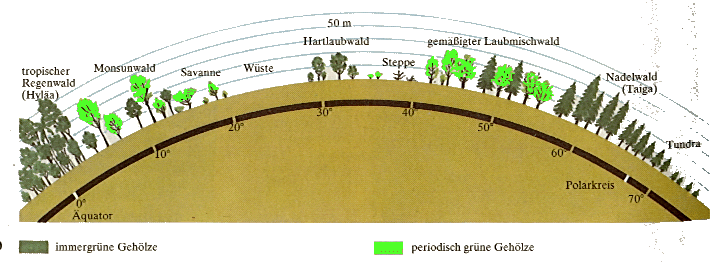 50 m
Hartlaubwald
gemäßigter Laubmischwald
Monsunwald
Savanne
Wüste
Steppe
tropischer
Regenwald
(Hyläa)
Nadelwald
(Taiga)
Tundra
0°
10°
20°
30°
40°
50°
60°
70°
Äquator
Polarkreis
immergrüne Gehölze
periodisch grüne Gehölze